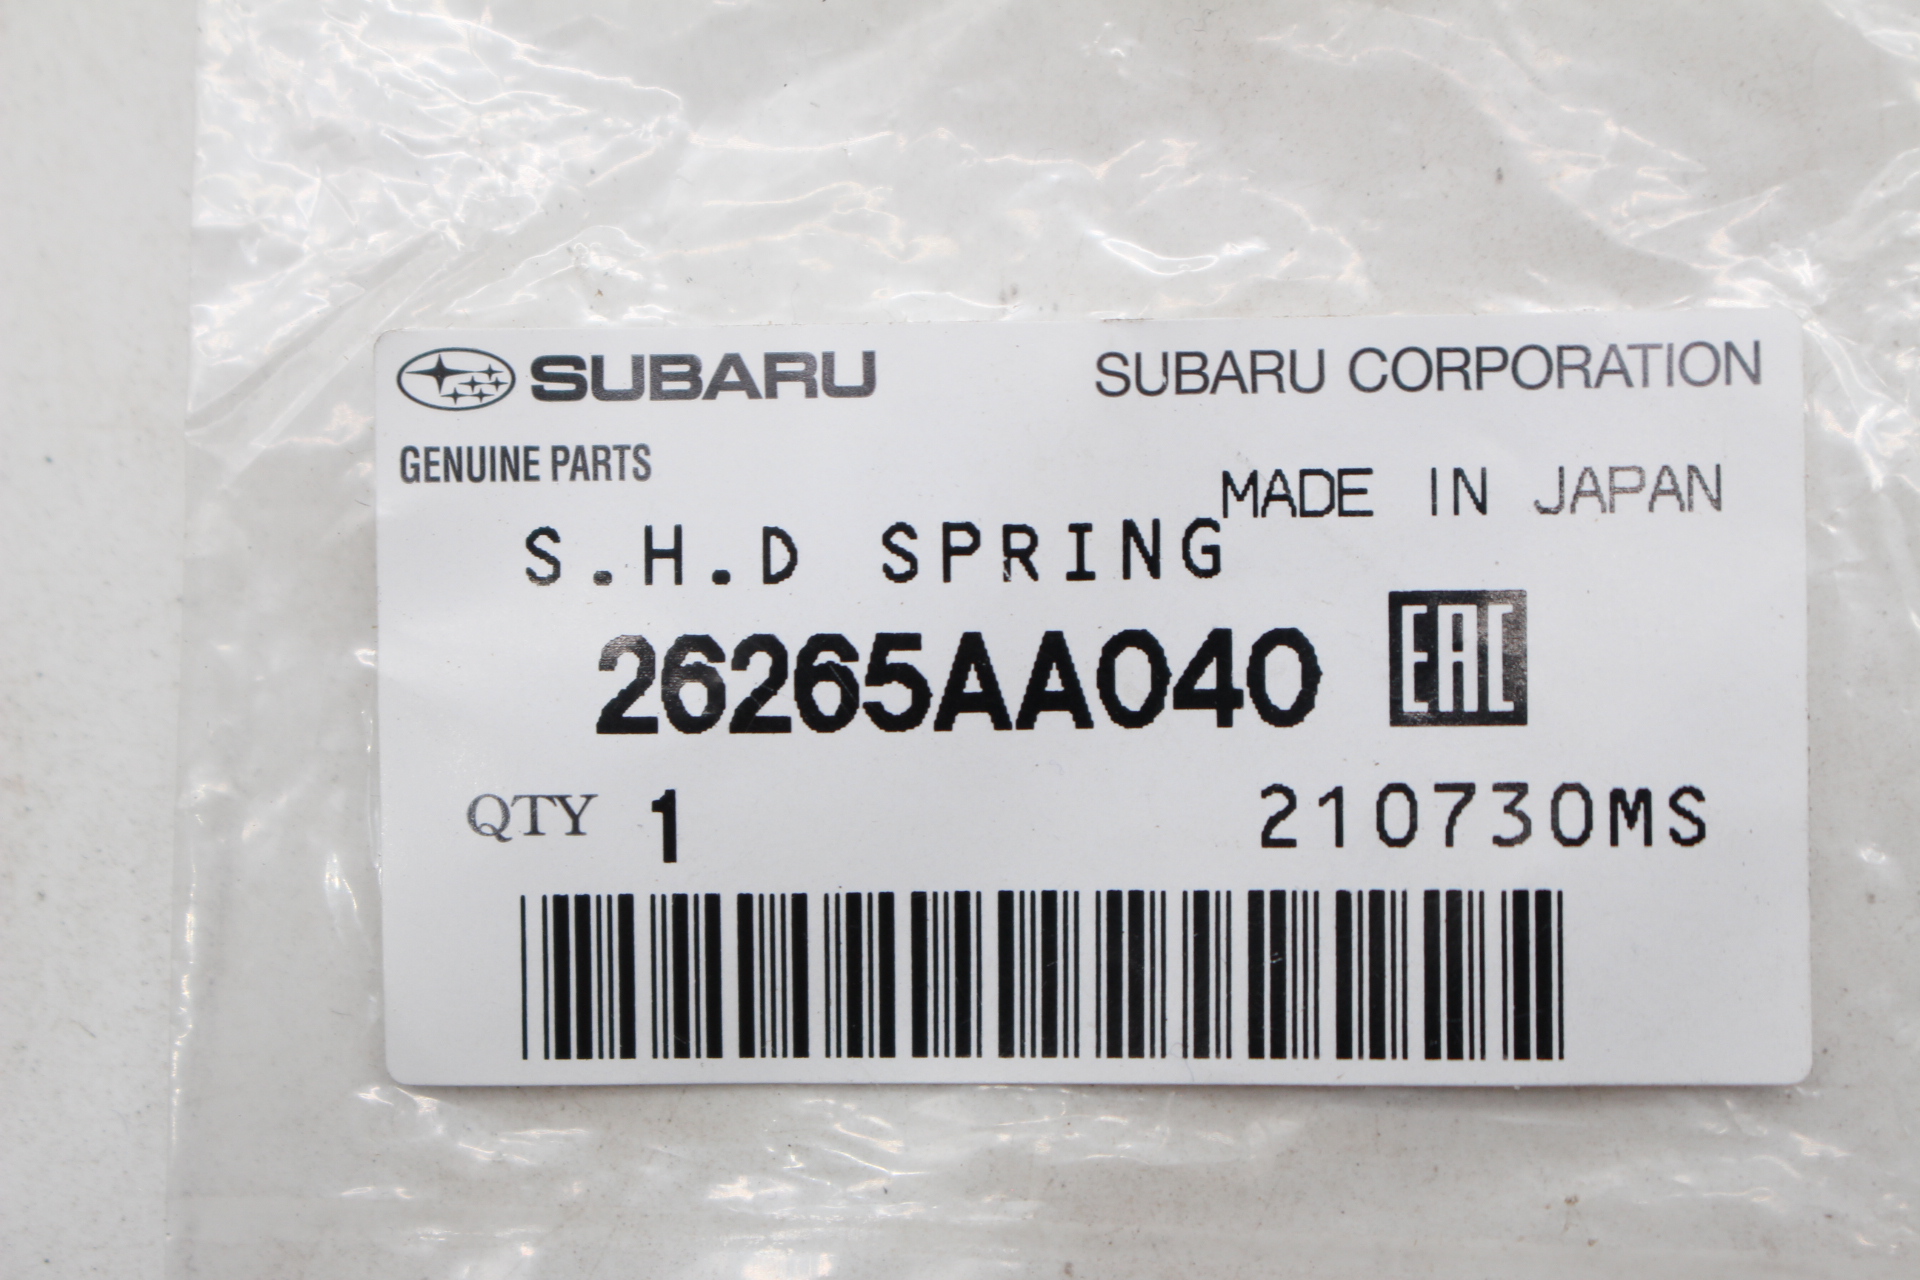 SUBARU
SUBARU CORPORATION
GENUINE PARTS
MADE IN JAPAN
S.H.D SPRING
26265AA040
EAC
QTY 1
210730MS